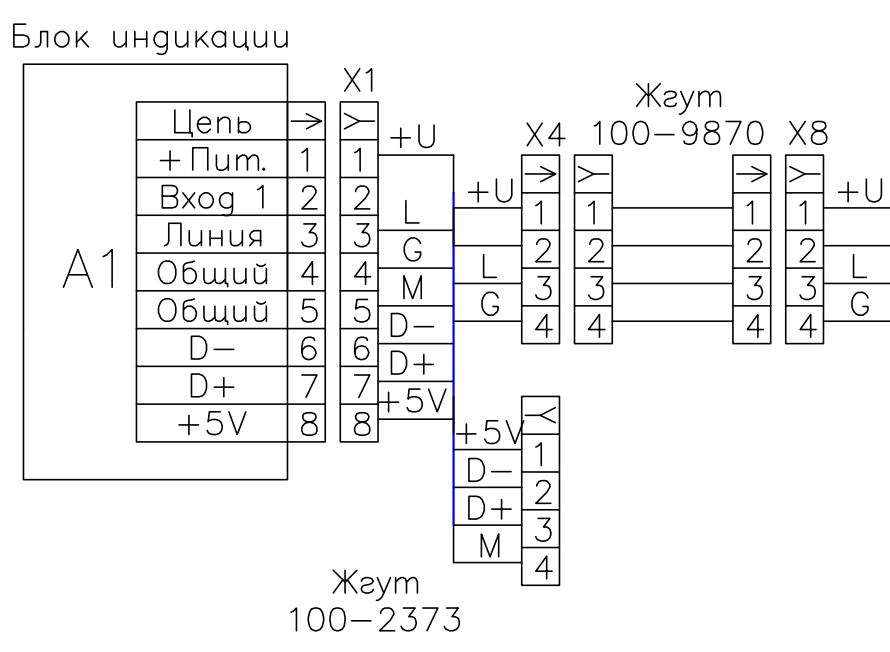 Блок индикации
А1
Цепь
+Пит. 1
Вход 1 2
Линия 3
Общий 4
Общий 5
D- 6
D+ 7
+5V 8
X1
1
2
3
4
5
6
7
8
+U
L
G
M
D-
D+
+5V
X4
+U
L
G
1
2
3
4
Жгут
100-9870
1
2
3
4
1
2
3
4
X8
1
2
3
4
+U
L
G
+5V
D-
D+
M
1
2
3
4
Жгут
100-2373